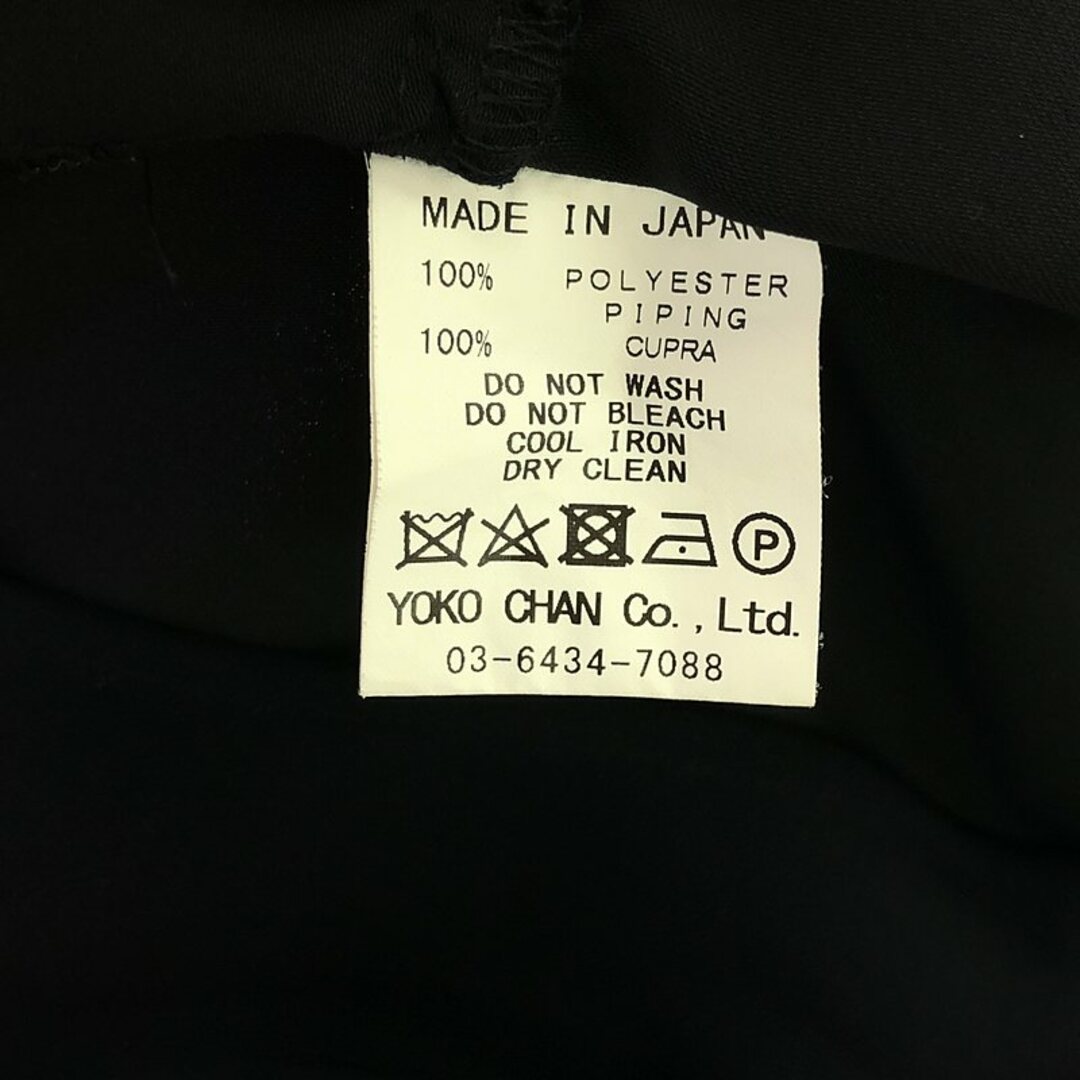 MADE IN JAPAN
100% POLYESTER
PIPING
100% CUPRA
DO NOT WASH
DO NOT BLEACH
COOL IRON
DRY CLEAN
P
YOKO CHAN Co., Ltd.
03-6434-7088